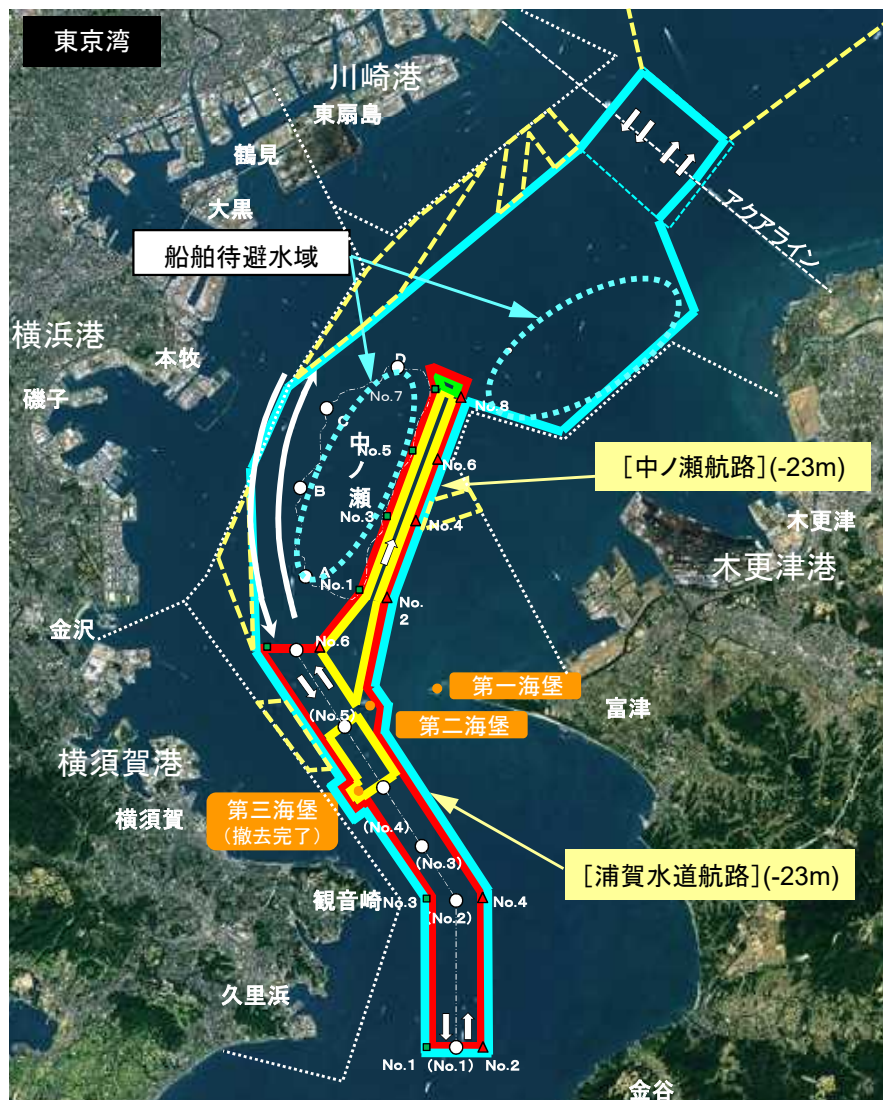 東京湾
川崎港
東扇島
鶴見
大黒
アクアライン
船舶待避水域
横浜港
本牧
磯子
D
No.7
No.8
C
中ノ瀬
No.5
No.6
[中ノ瀬航路](-23m)
B
No.3
No.4
木更津
木更津港
A
No.1
No.
2
金沢
No.6
第一海堡
富津
(No.5)
第二海堡
横須賀港
横須賀
第三海堡
(撤去完了)
(No.4)
(No.3)
[浦賀水道航路](-23m)
観音崎
No.3
(No.2)
No.4
久里浜
No.1
(No.1)
No.2
金谷